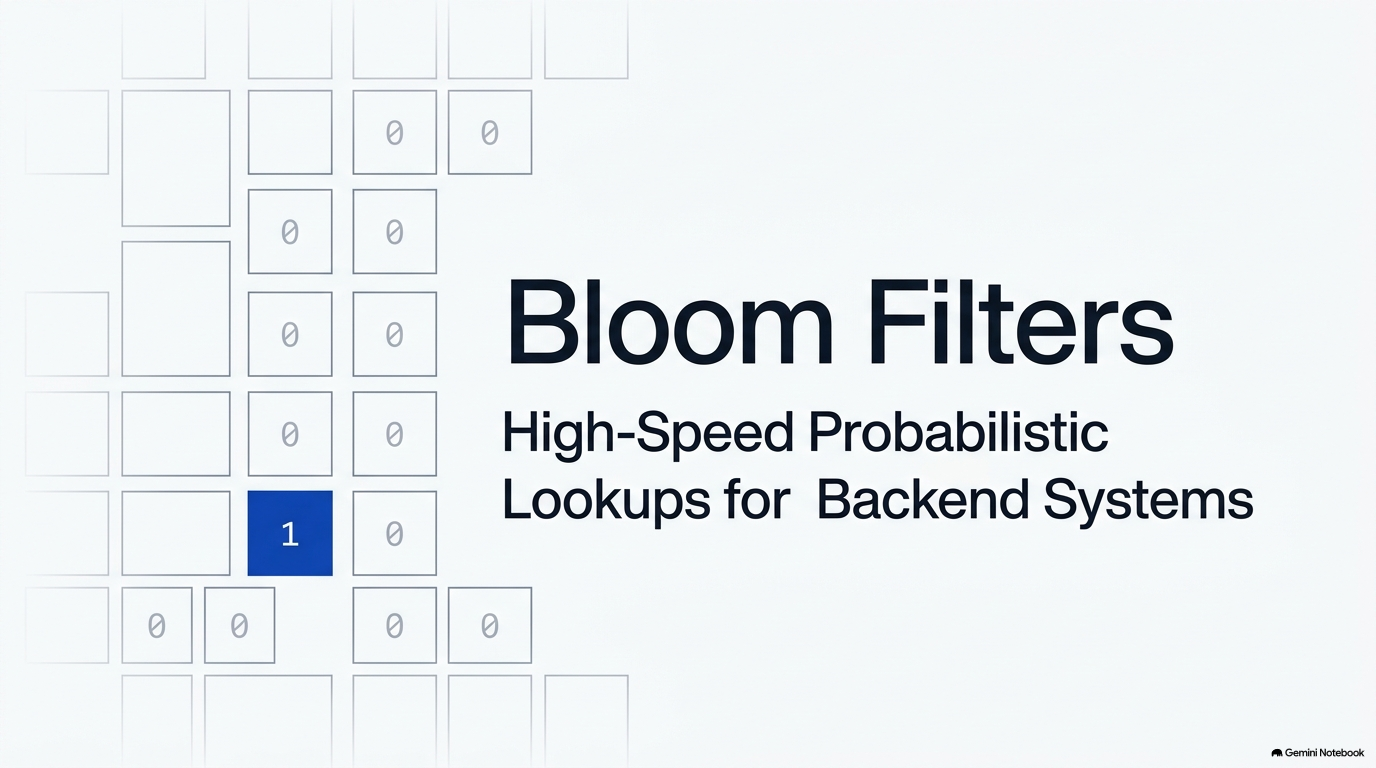 0 0
0 0
0 0
0 0
1 0
0 0 0 0
Bloom Filters
High-Speed Probabilistic
Lookups for Backend Systems
Gemini Notebook